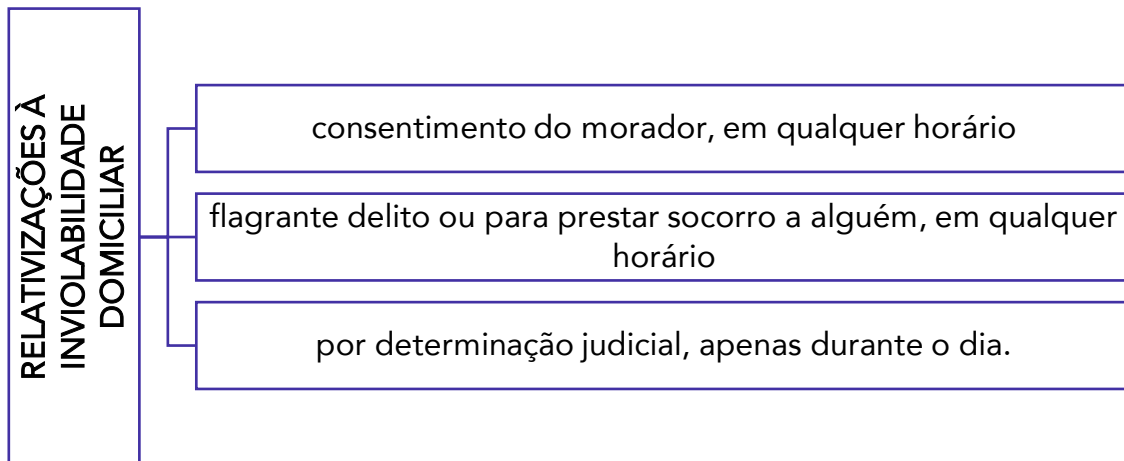 RELATIVIZAÇÕES À
INVIOLABILIDADE
DOMICILIAR
consentimento do morador, em qualquer horário
flagrante delito ou para prestar socorro a alguém, em qualquer
horário
por determinação judicial, apenas durante o dia.